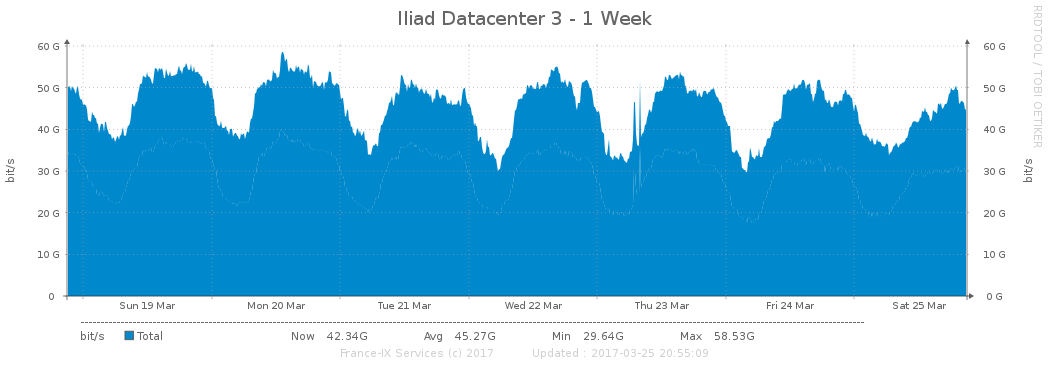 Iliad Datacenter 3 - 1 Week
RRDTOOL / TOBI OETIKER
60 G 60 G
50 G 50 G
40 G 40 G
30 G 30 G
20 G 20 G
10 G 10 G
0 0 G
bit/s bit/s
Sun 19 Mar Mon 20 Mar Tue 21 Mar Wed 22 Mar Thu 23 Mar Fri 24 Mar Sat 25 Mar
bit/s Total Now 42.34G Avg 45.27G Min 29.64G Max 58.53G
France-IX Services (c) 2017 Updated : 2017-03-25 20:55:09